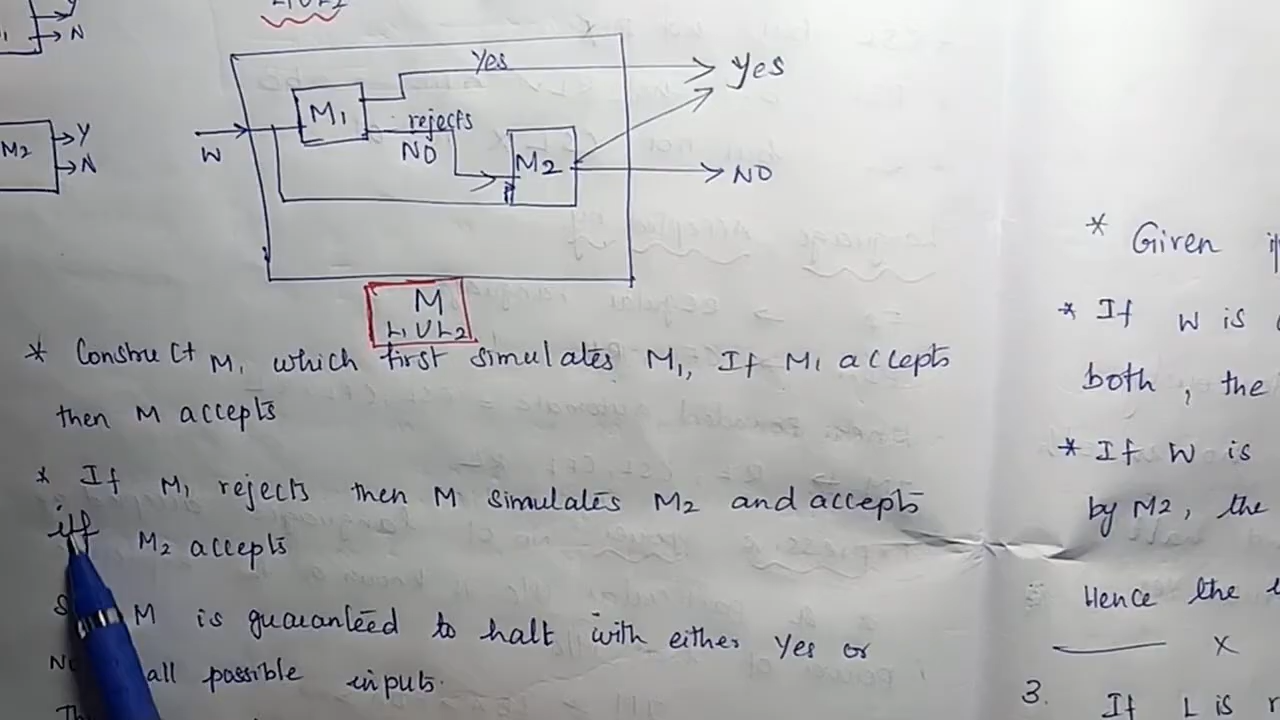 L1UL2
Y
N
M2
Y
N
W
M1
Yes
rejects
NO
M2
Yes
NO
M
L1UL2
* Construct M, which first simulates M1, If M1 accepts
then M accepts
* If M1 rejects then M simulates M2 and accepts
iff M2 accepts
M is guaranteed to halt with either Yes or
all possible inputs.
* Given
* If W is
both, the
* If W is
by M2, the
Hence the
X
3. If L is